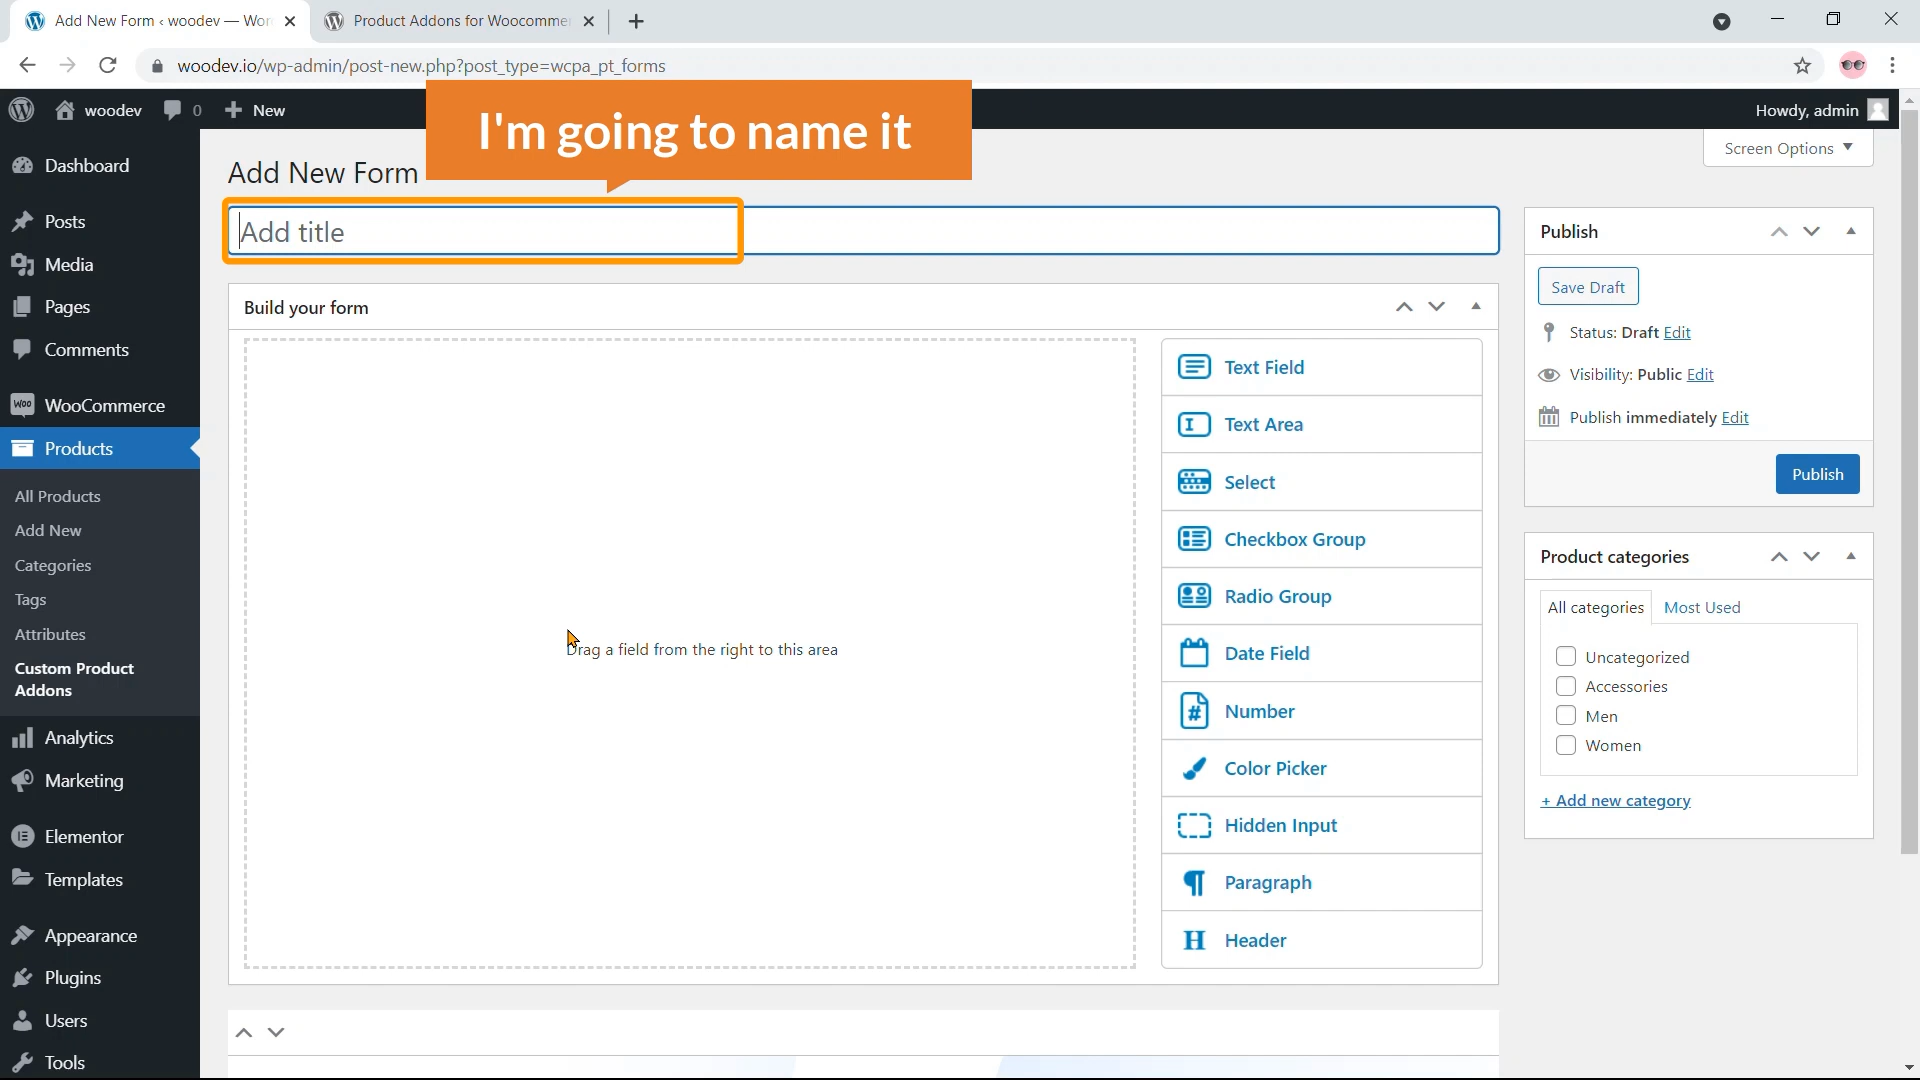 Add New Form ‹ woodev — Wor
Product Addons for Woocomme
woodev.io/wp-admin/post-new.php?post_type=wcpa_pt_forms
woodev
0
New
Howdy, admin
I'm going to name it
Screen Options
Add New Form
Add title
Dashboard
Posts
Media
Pages
Comments
WooCommerce
Products
All Products
Add New
Categories
Tags
Attributes
Custom Product
Addons
Analytics
Marketing
Elementor
Templates
Appearance
Plugins
Users
Tools
Build your form
Drag a field from the right to this area
Text Field
Text Area
Select
Checkbox Group
Radio Group
Date Field
Number
Color Picker
Hidden Input
Paragraph
Header
Publish
Save Draft
Status: Draft Edit
Visibility: Public Edit
Publish immediately Edit
Publish
Product categories
All categories
Most Used
Uncategorized
Accessories
Men
Women
+ Add new category